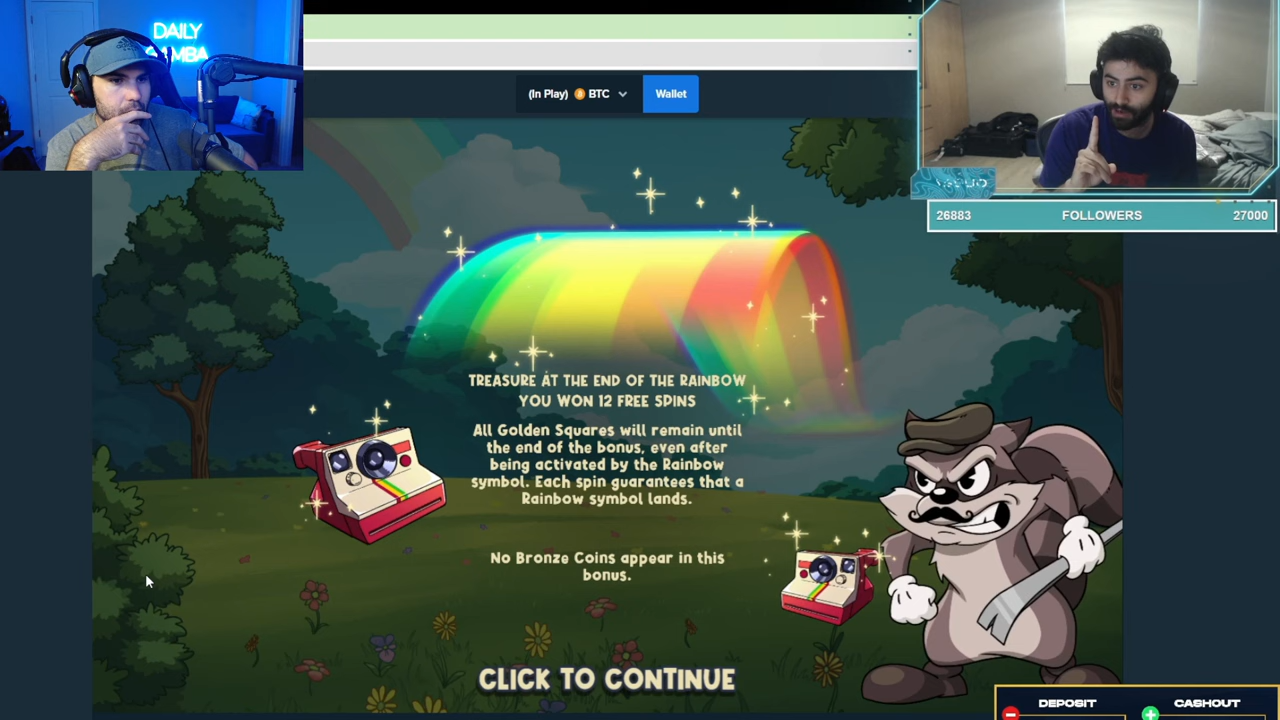 DAILY
(In Play) BTC
Wallet
26883 FOLLOWERS 27000
TREASURE AT THE END OF THE RAINBOW
YOU WON 12 FREE SPINS
All Golden Squares will remain until
the end of the bonus, even after
being activated by the Rainbow
symbol. Each spin guarantees that a
Rainbow symbol lands.
No Bronze Coins appear in this
bonus.
CLICK TO CONTINUE
DEPOSIT
CASHOUT